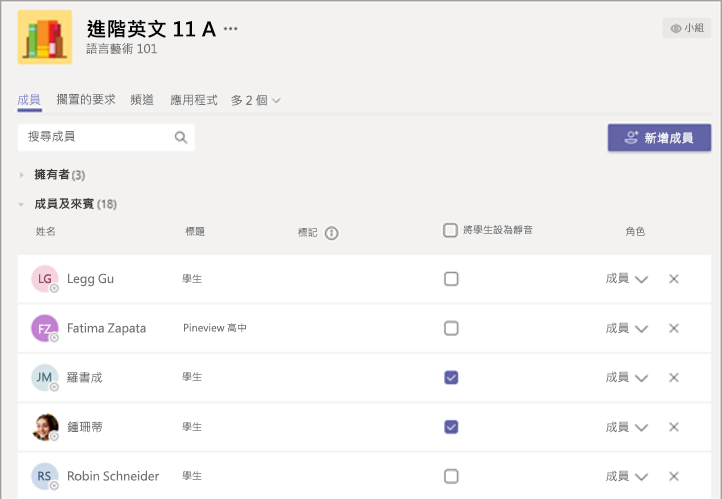 進階英文 11 A ...
語言藝術 101
小組
成員 擱置的要求 頻道 應用程式 多 2 個
搜尋成員
新增成員
擁有者(3)
成員及來賓 (18)
姓名 標題 標記 將學生設為靜音 角色
LG Legg Gu 學生 成員
FZ Fatima Zapata Pineview 高中 成員
JM 羅書成 學生 成員
鍾珊蒂 學生 成員
RS Robin Schneider 學生 成員